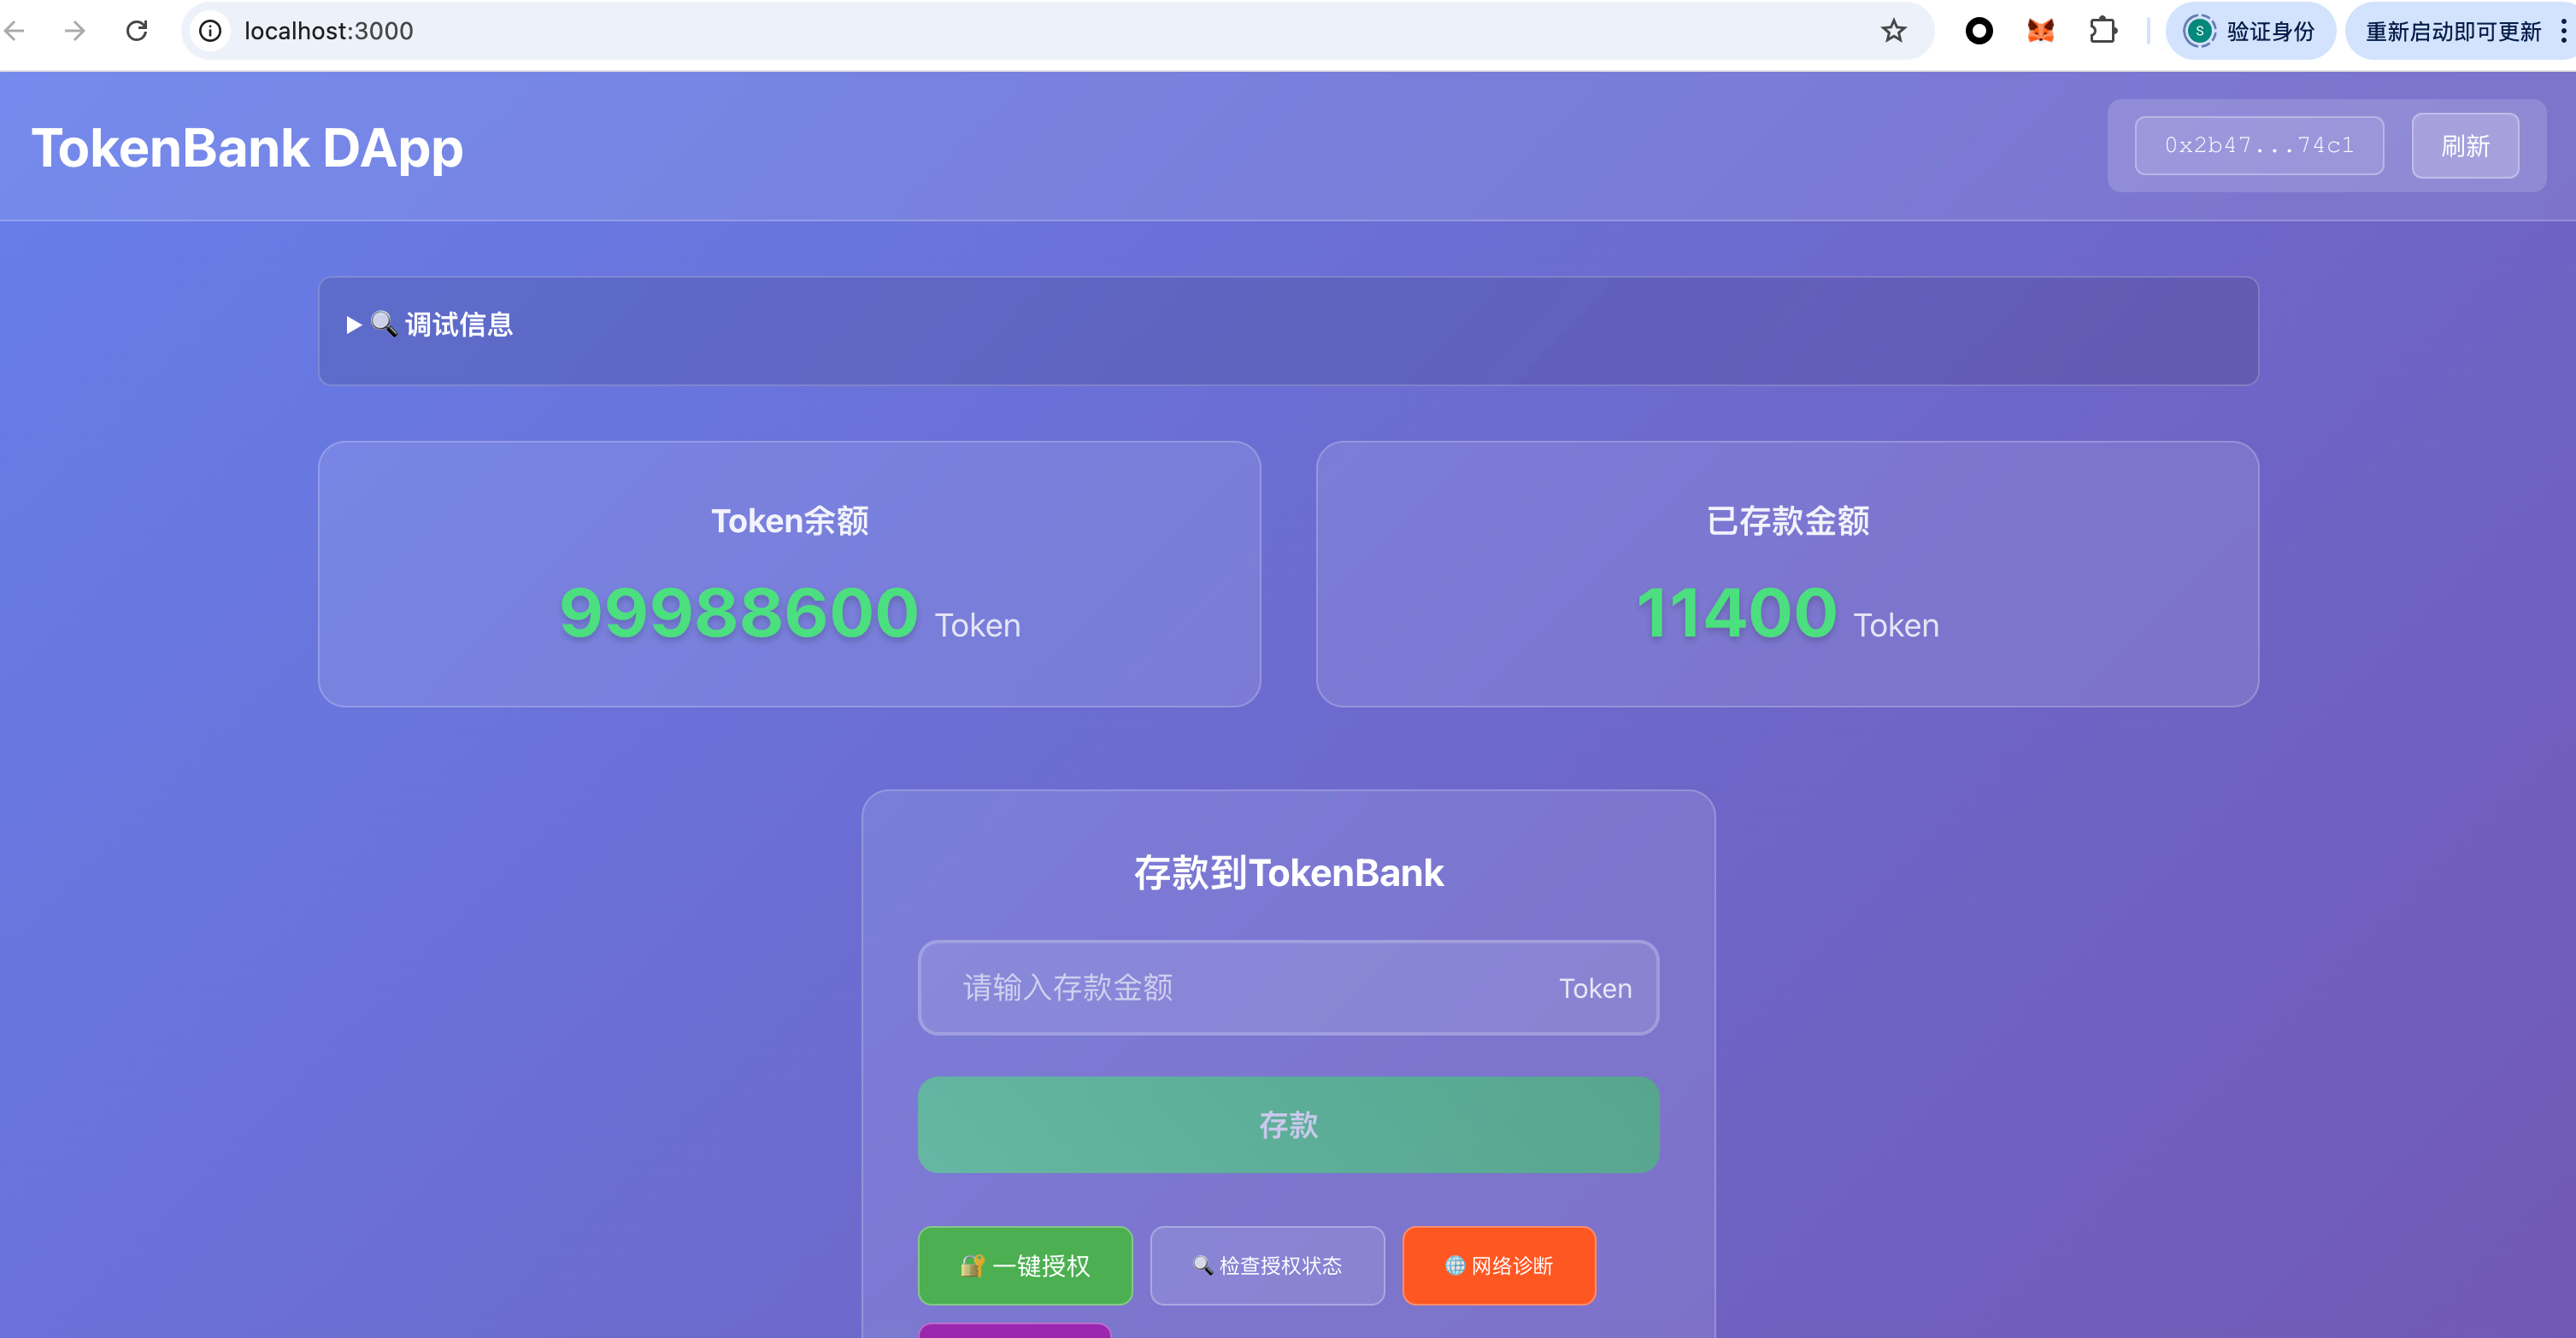 localhost:3000
S
验证身份
重新启动即可更新
TokenBank DApp
0x2b47...74c1
刷新
调试信息
Token余额
已存款金额
99988600 Token
11400 Token
存款到TokenBank
请输入存款金额
Token
存款
一键授权
检查授权状态
网络诊断